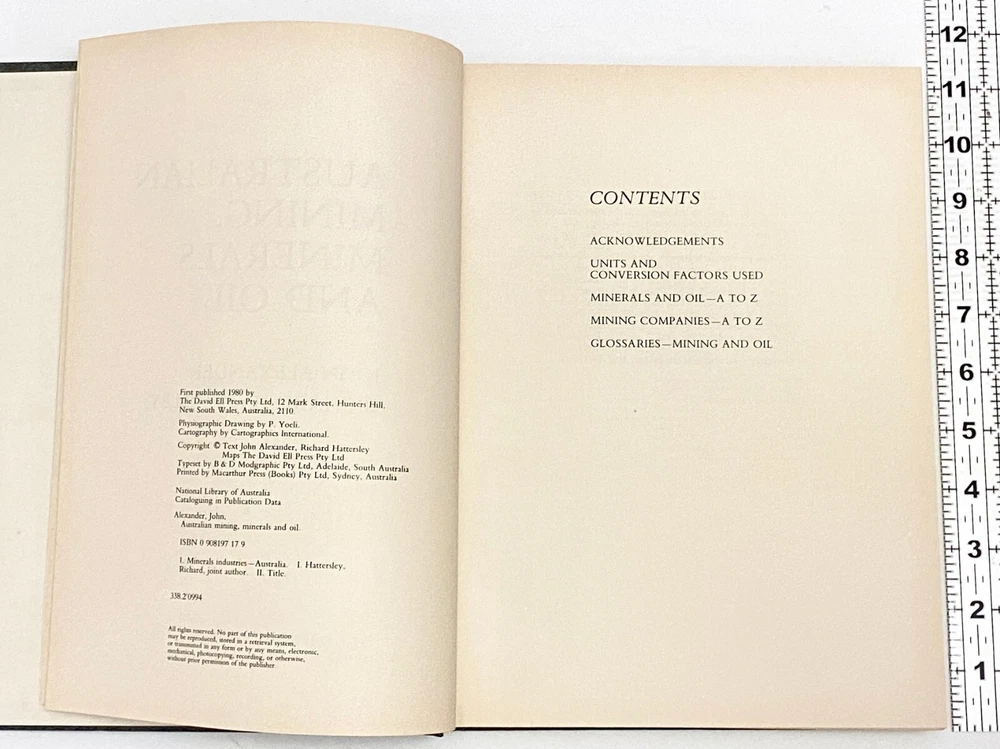 First published 1980 by
The David Ell Press Pty Ltd, 12 Mark Street, Hunters Hill,
New South Wales, Australia, 2110.
Physiographic Drawing by P. Yoeli.
Cartography by Cartographics International.
Copyright © Text John Alexander, Richard Hattersley
Maps The David Ell Press Pty Ltd
Typeset by B & D Modgraphic Pty Ltd, Adelaide, South Australia
Printed by Macarthur Press (Books) Pty Ltd, Sydney, Australia
National Library of Australia
Cataloguing in Publication Data
Alexander, John,
Australian mining, minerals and oil.
ISBN 0 908197 17 9
1. Minerals industries—Australia. I. Hattersley,
Richard, joint author. II. Title.
338.2'0994
All rights reserved. No part of this publication
may be reproduced, stored in a retrieval system,
or transmitted in any form or by any means, electronic,
mechanical, photocopying, recording, or otherwise,
without prior permission of the publisher.
CONTENTS
ACKNOWLEDGEMENTS
UNITS AND
CONVERSION FACTORS USED
MINERALS AND OIL—A TO Z
MINING COMPANIES—A TO Z
GLOSSARIES—MINING AND OIL
12
11
10
9
8
7
6
5
4
3
2
1